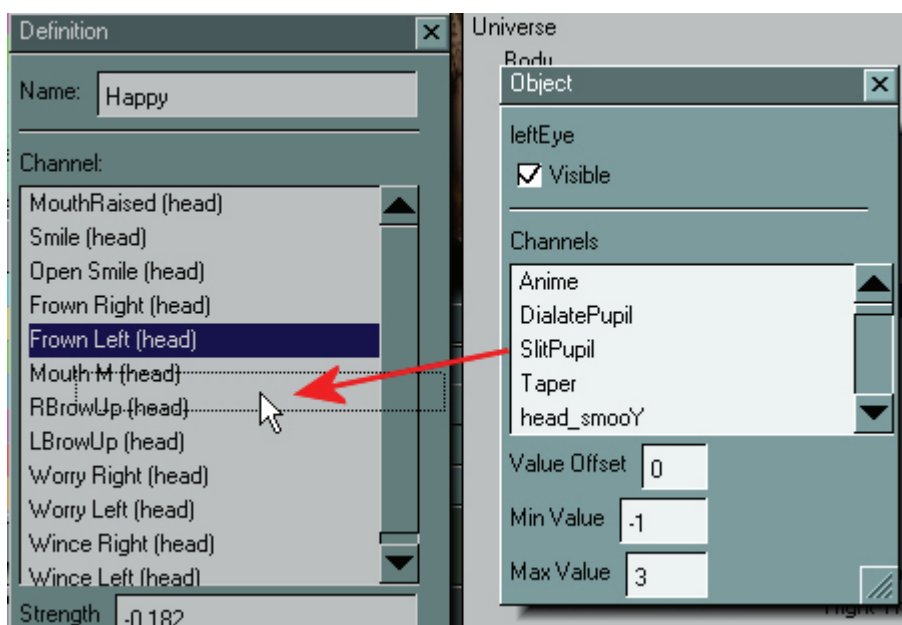 Definition
Name: Happy
Channel:
MouthRaised (head)
Smile (head)
Open Smile (head)
Frown Right (head)
Frown Left (head)
Mouth M (head)
RBrowUp (head)
LBrowUp (head)
Worry Right (head)
Worry Left (head)
Wince Right (head)
Wince Left (head)
Strength -0.182
Universe
Body
Object
leftEye
Visible
Channels
Anime
DialatePupil
SlitPupil
Taper
head_smooY
Value Offset 0
Min Value -1
Max Value 3